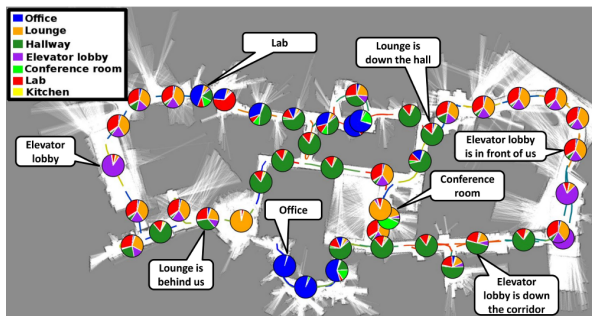 Office
Lounge
Hallway
Elevator lobby
Conference room
Lab
Kitchen
Lab
Lounge is
down the hall
Elevator
lobby
Elevator lobby
is in front of us
Conference
room
Office
Lounge is
behind us
Elevator
lobby is down
the corridor